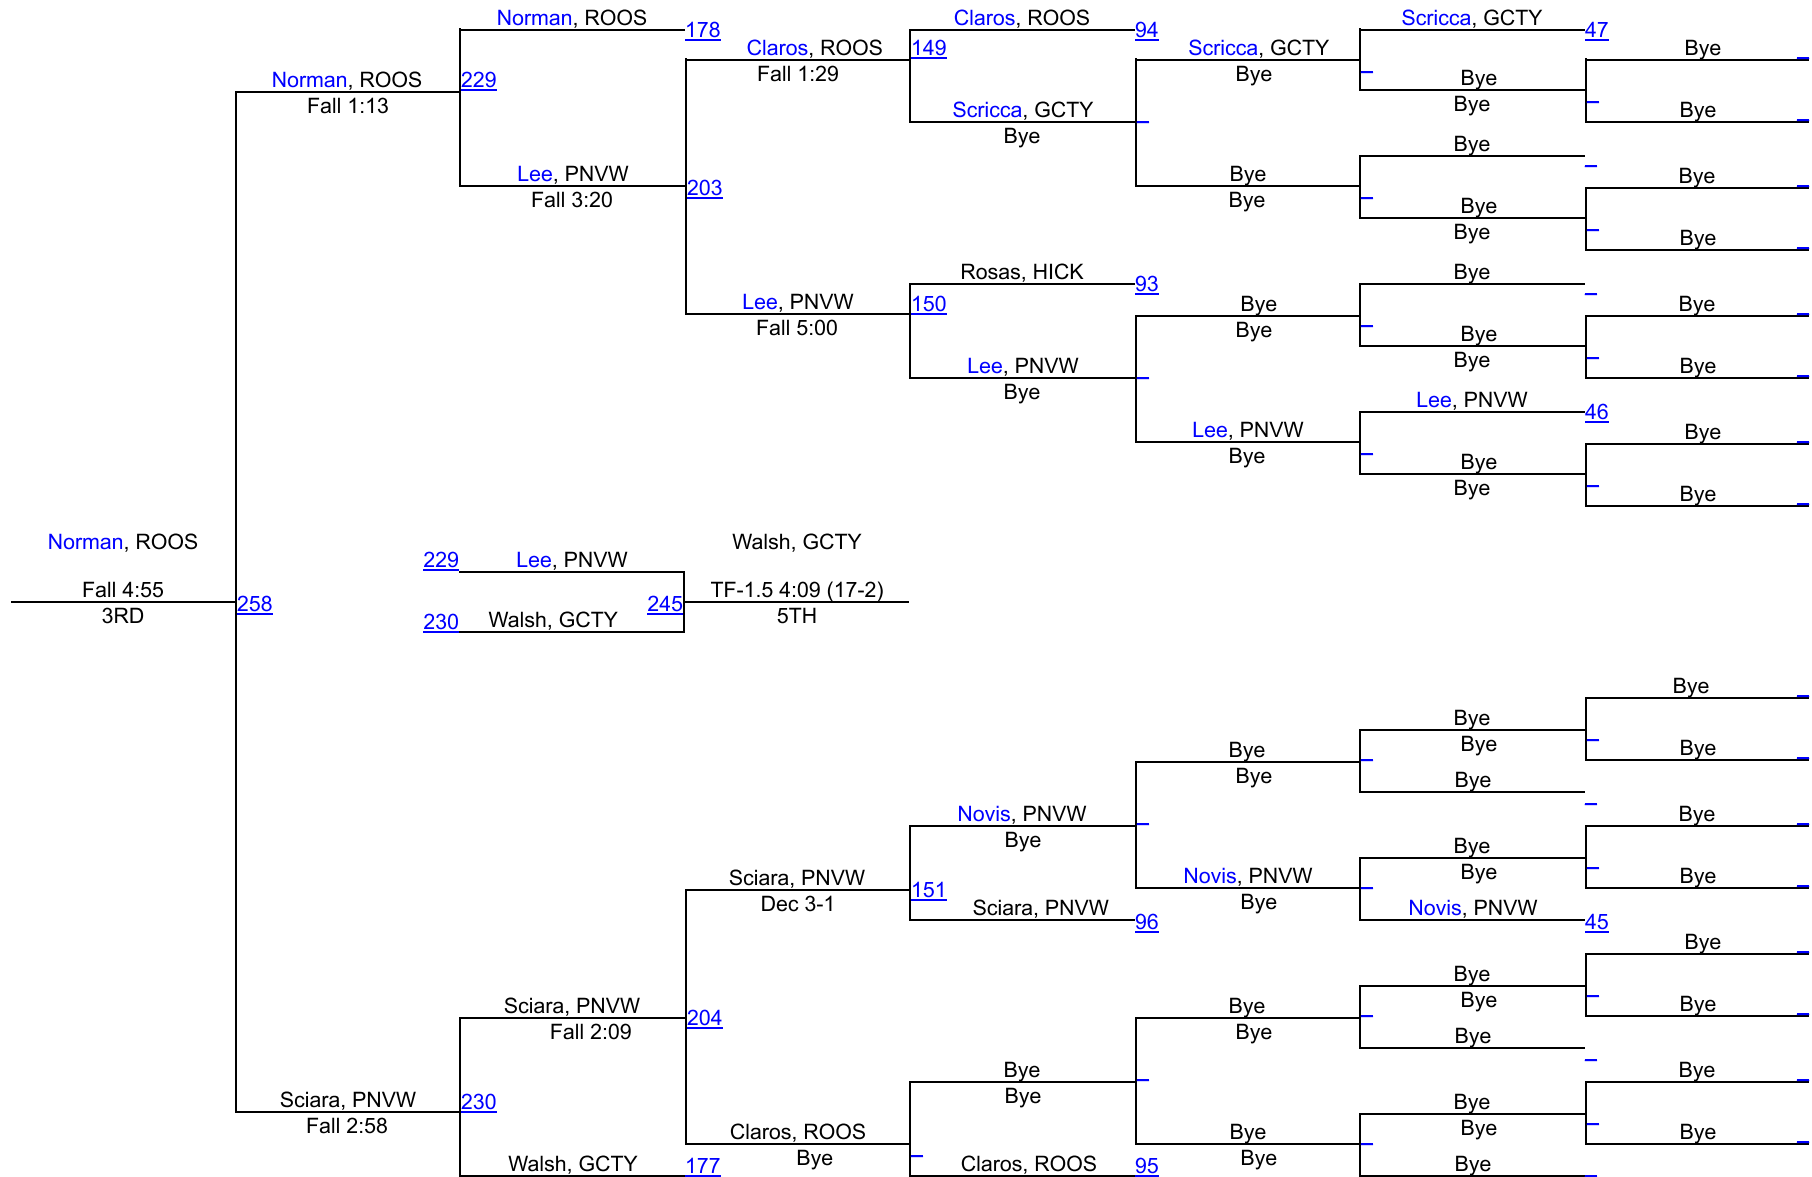 Norman, ROOS
178
Claros, ROOS
94
Scricca, GCTY
47
Claros, ROOS
149
Fall 1:29
Scricca, GCTY
Bye
Bye
Norman, ROOS
229
Fall 1:13
Bye
Bye
Scricca, GCTY
Bye
Bye
Bye
Lee, PNVW
203
Fall 3:20
Bye
Bye
Bye
Bye
Bye
Bye
Rosas, HICK
93
Bye
Lee, PNVW
150
Fall 5:00
Bye
Bye
Bye
Bye
Bye
Lee, PNVW
Bye
Bye
Lee, PNVW
46
Lee, PNVW
Bye
Bye
Bye
Bye
Bye
Norman, ROOS
Fall 4:55
258
3RD
229
Lee, PNVW
Walsh, GCTY
230
Walsh, GCTY
245
TF-1.5 4:09 (17-2)
5TH
Bye
Bye
Bye
Bye
Bye
Bye
Bye
Novis, PNVW
Bye
Bye
Bye
Bye
Sciara, PNVW
151
Dec 3-1
Novis, PNVW
Bye
Bye
Sciara, PNVW
96
Novis, PNVW
45
Bye
Bye
Bye
Bye
Sciara, PNVW
204
Fall 2:09
Bye
Bye
Bye
Bye
Bye
Bye
Sciara, PNVW
230
Fall 2:58
Bye
Bye
Claros, ROOS
Bye
Bye
Bye
Bye
Walsh, GCTY
177
Claros, ROOS
95
Bye